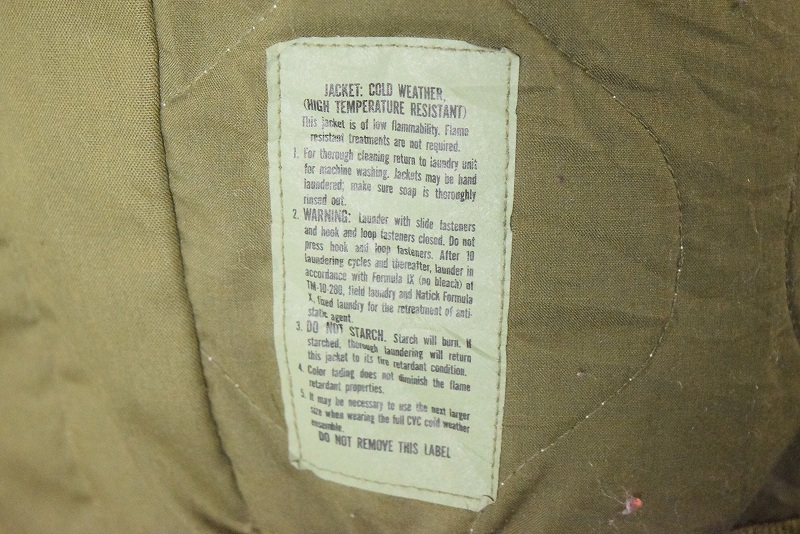 JACKET: COLD WEATHER,
(HIGH TEMPERATURE RESISTANT)
This jacket is of low flammability. Flame
resistant treatments are not required.
1. For thorough cleaning return to laundry unit
for machine washing. Jackets may be hand
laundered; make sure soap is thoroughly
rinsed out.
2. WARNING: Launder with slide fasteners
and hook and loop fasteners closed. Do not
press hook and loop fasteners. After 10
laundering cycles and thereafter, launder in
accordance with Formula IX (no bleach) of
TM-10-280, field laundry and Natick Formula
X, fixed laundry for the retreatment of anti-
static agent.
3. DO NOT STARCH. Starch will burn. If
starched, thorough laundering will return
this jacket to its fire retardant condition.
4. Color fading does not diminish the flame
retardant properties.
5. It may be necessary to use the next larger
size when wearing the full CVC cold weather
ensemble.
DO NOT REMOVE THIS LABEL